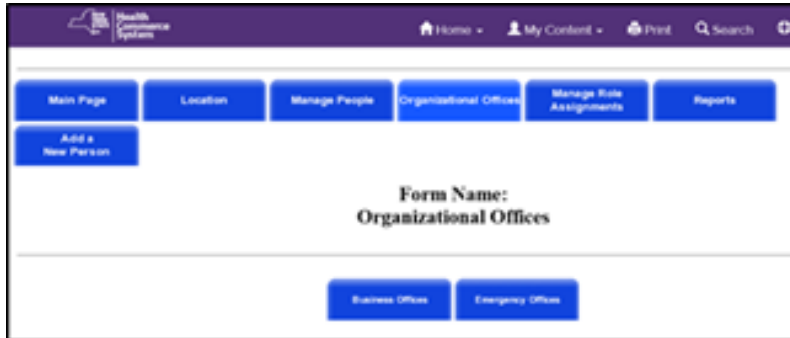 Health
Commerce
System
Home
My Content
Print
Search
Main Page
Location
Manage People
Organizational Offices
Manage Role
Assignments
Reports
Add a
New Person
Form Name:
Organizational Offices
Business Offices
Emergency Offices